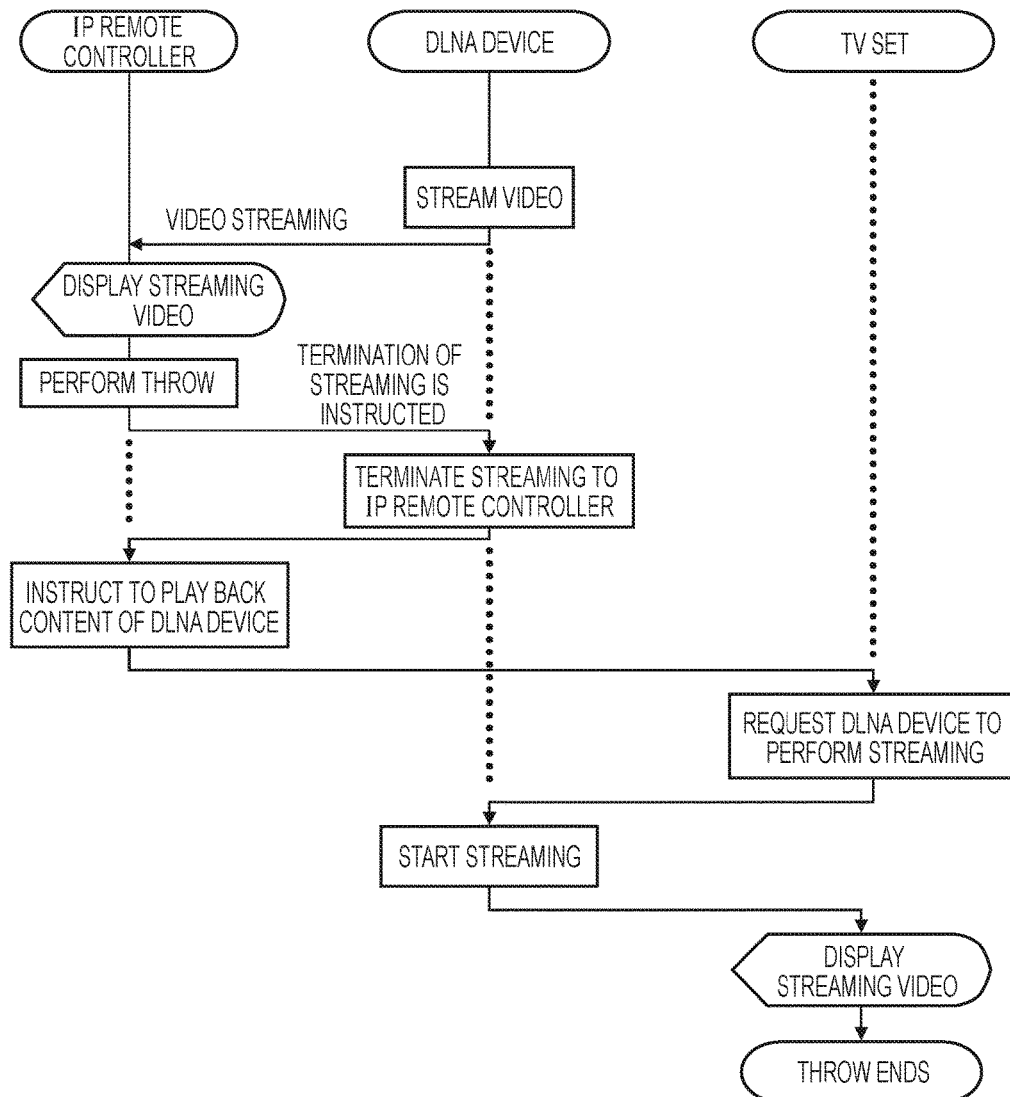 IP REMOTE
CONTROLLER
DLNA DEVICE
TV SET
STREAM VIDEO
VIDEO STREAMING
DISPLAY STREAMING
VIDEO
PERFORM THROW
TERMINATION OF
STREAMING IS
INSTRUCTED
TERMINATE STREAMING TO
IP REMOTE CONTROLLER
INSTRUCT TO PLAY BACK
CONTENT OF DLNA DEVICE
REQUEST DLNA DEVICE TO
PERFORM STREAMING
START STREAMING
DISPLAY
STREAMING VIDEO
THROW ENDS